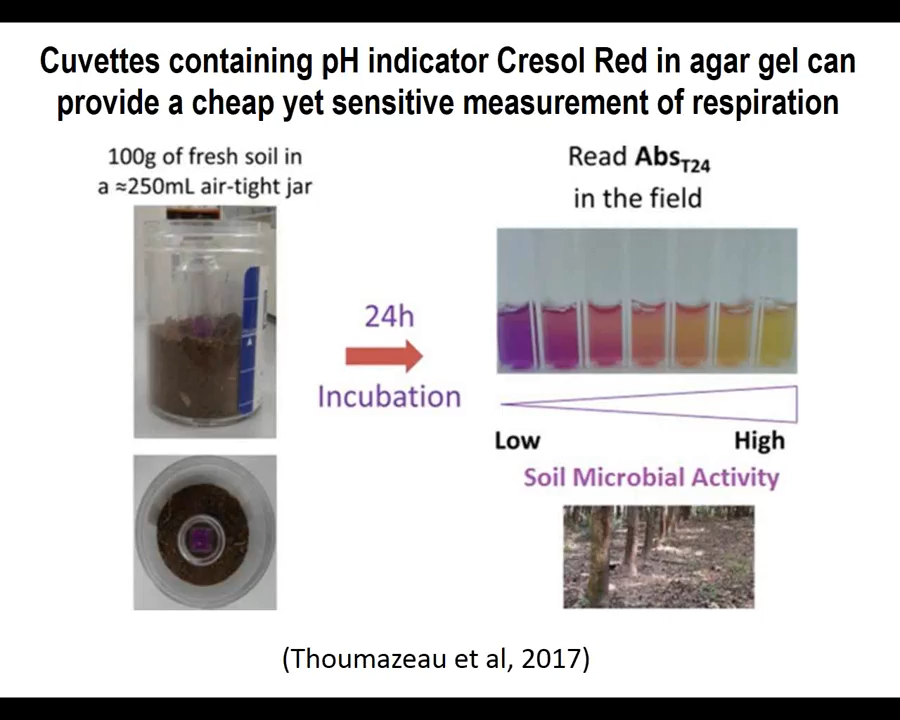 Cuvettes containing pH indicator Cresol Red in agar gel can
provide a cheap yet sensitive measurement of respiration
100g of fresh soil in
a ≈250mL air-tight jar
Read AbsT24
in the field
24h
Incubation
Low
High
Soil Microbial Activity
(Thoumazeau et al, 2017)